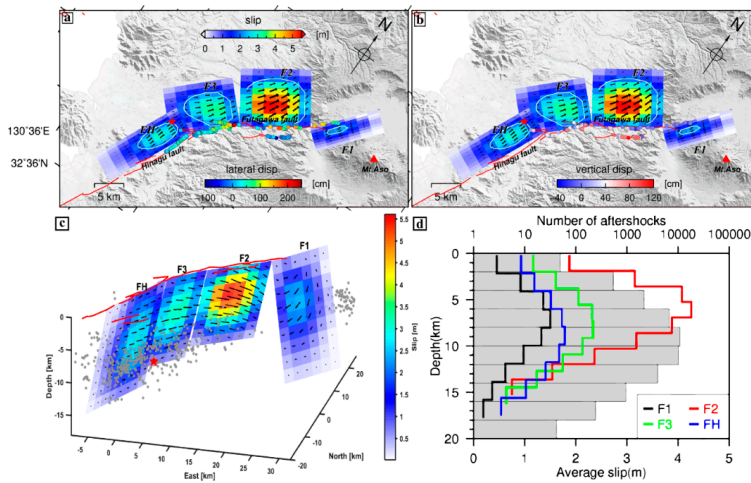 a
slip
[m]
0 1 2 3 4 5
N
F2
F3
FH
Futagawa fault
Hinagu fault
F1
130°36'E
32°36'N
Mt.Aso
5 km
lateral disp
-100 0 100 200
[cm]
b
N
F2
F3
FH
Futagawa fault
Hinagu fault
F1
Mt.Aso
5 km
vertical disp
-40 0 40 80 120
[cm]
c
F1
F2
F3
FH
5.5
5.0
4.5
4.0
3.5
3.0
2.5
2.0
1.5
1.0
0.5
Slip [m]
0
-5
-10
-15
Depth [km]
-5 0 5 10 15 20 25 30
East [km]
-20 -10 0 10 20
North [km]
d
Number of aftershocks
1 10 100 1000 10000 100000
0
5
10
15
20
Depth(km)
F1 F2
F3 FH
0 1 2 3 4 5
Average slip(m)